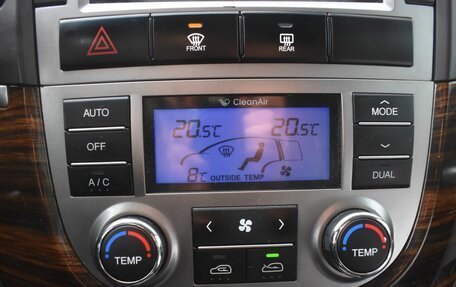 FRONT
REAR
CleanAir
AUTO
OFF
A/C
20.5°C
20.5°C
8°C OUTSIDE TEMP
MODE
DUAL
TEMP
TEMP